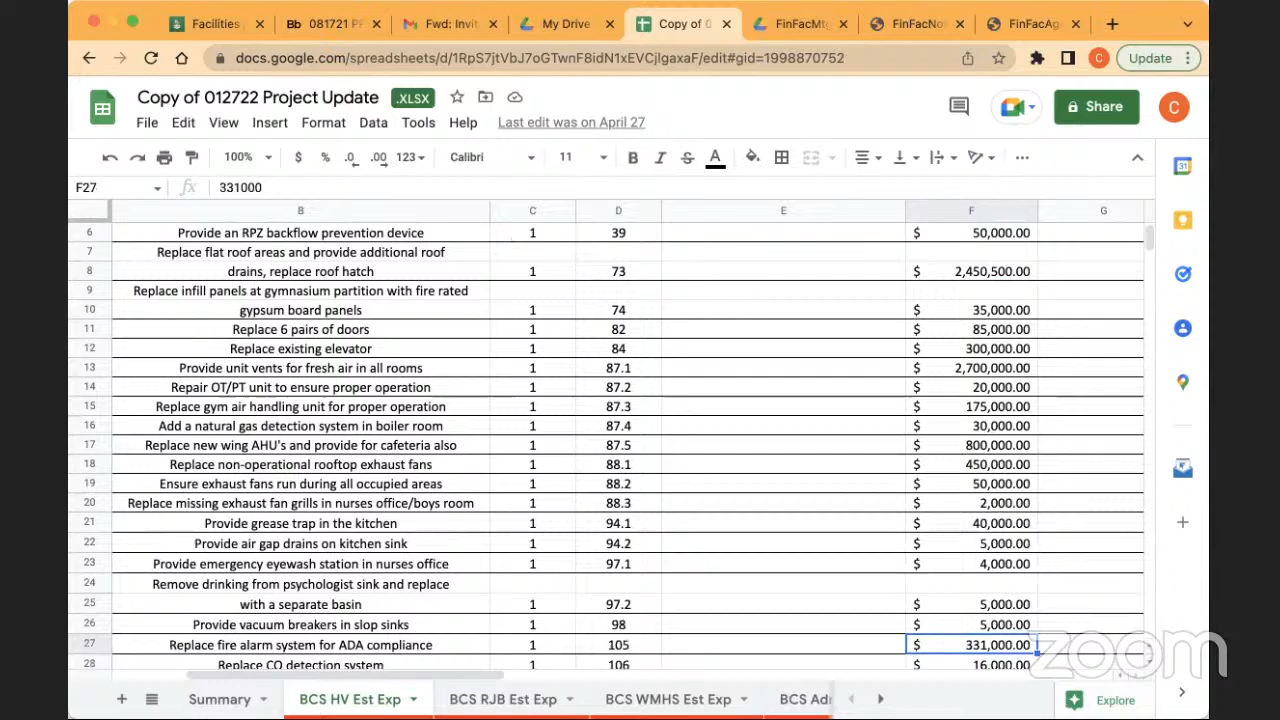 Facilities
Bb 081721 P
Fwd: Invi
My Drive
Copy of 0
FinFacMt
FinFacNo
FinFacAg
docs.google.com/spreadsheets/d/1RpS7jtVbJ7oGTwnF8idN1xEVCjlgaxaF/edit#gid=1998870752
C
Update
Copy of 012722 Project Update
.XLSX
File Edit View Insert Format Data Tools Help Last edit was on April 27
Share
C
100% $ % .0 .00 123 Calibri 11 B I S A
F27 fx 331000
B C D E F G
6 Provide an RPZ backflow prevention device 1 39 $ 50,000.00
7 Replace flat roof areas and provide additional roof
8 drains, replace roof hatch 1 73 $ 2,450,500.00
9 Replace infill panels at gymnasium partition with fire rated
10 gypsum board panels 1 74 $ 35,000.00
11 Replace 6 pairs of doors 1 82 $ 85,000.00
12 Replace existing elevator 1 84 $ 300,000.00
13 Provide unit vents for fresh air in all rooms 1 87.1 $ 2,700,000.00
14 Repair OT/PT unit to ensure proper operation 1 87.2 $ 20,000.00
15 Replace gym air handling unit for proper operation 1 87.3 $ 175,000.00
16 Add a natural gas detection system in boiler room 1 87.4 $ 30,000.00
17 Replace new wing AHU's and provide for cafeteria also 1 87.5 $ 800,000.00
18 Replace non-operational rooftop exhaust fans 1 88.1 $ 450,000.00
19 Ensure exhaust fans run during all occupied areas 1 88.2 $ 50,000.00
20 Replace missing exhaust fan grills in nurses office/boys room 1 88.3 $ 2,000.00
21 Provide grease trap in the kitchen 1 94.1 $ 40,000.00
22 Provide air gap drains on kitchen sink 1 94.2 $ 5,000.00
23 Provide emergency eyewash station in nurses office 1 97.1 $ 4,000.00
24 Remove drinking from psychologist sink and replace
25 with a separate basin 1 97.2 $ 5,000.00
26 Provide vacuum breakers in slop sinks 1 98 $ 5,000.00
27 Replace fire alarm system for ADA compliance 1 105 $ 331,000.00
28 Replace CO detection system 1 106 $ 16,000.00
zoom
Summary BCS HV Est Exp BCS RJB Est Exp BCS WMHS Est Exp BCS Adr Explore
31